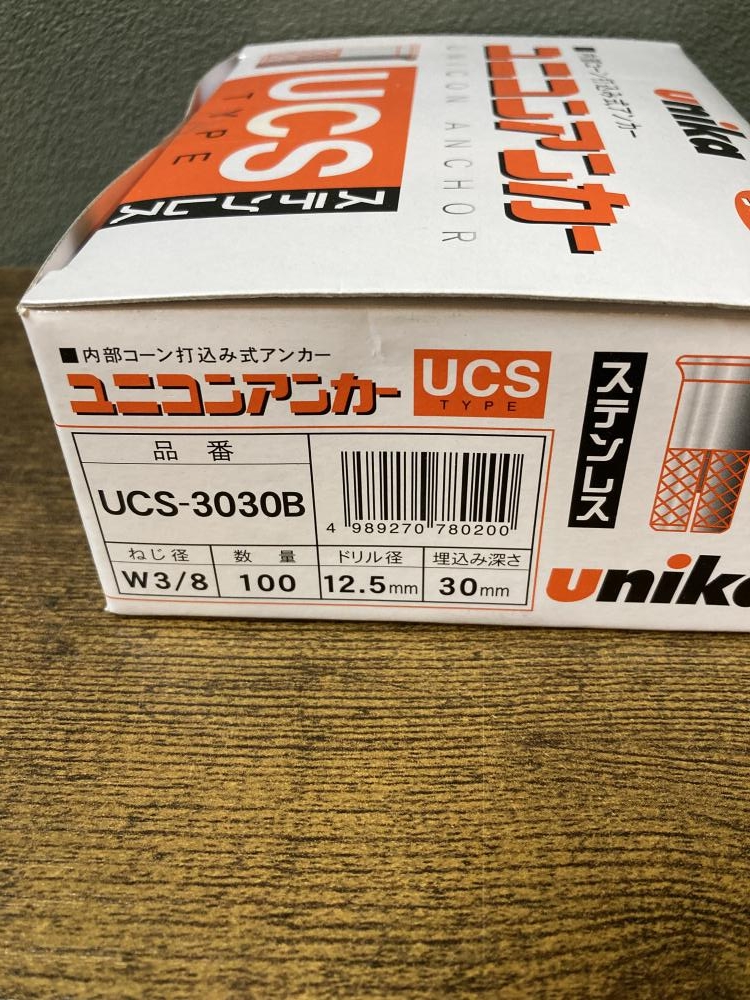 UCS
TYPE
ステンレス
UNICON ANCHOR
ユニコンアンカー
■内部コーン打込み式アンカー
unika
■内部コーン打込み式アンカー
ユニコンアンカー
UCS
TYPE
ステンレス
品番
UCS-3030B
4 989270 780200
ねじ径
数量
ドリル径
埋込み深さ
W3/8
100
12.5mm
30mm
unika